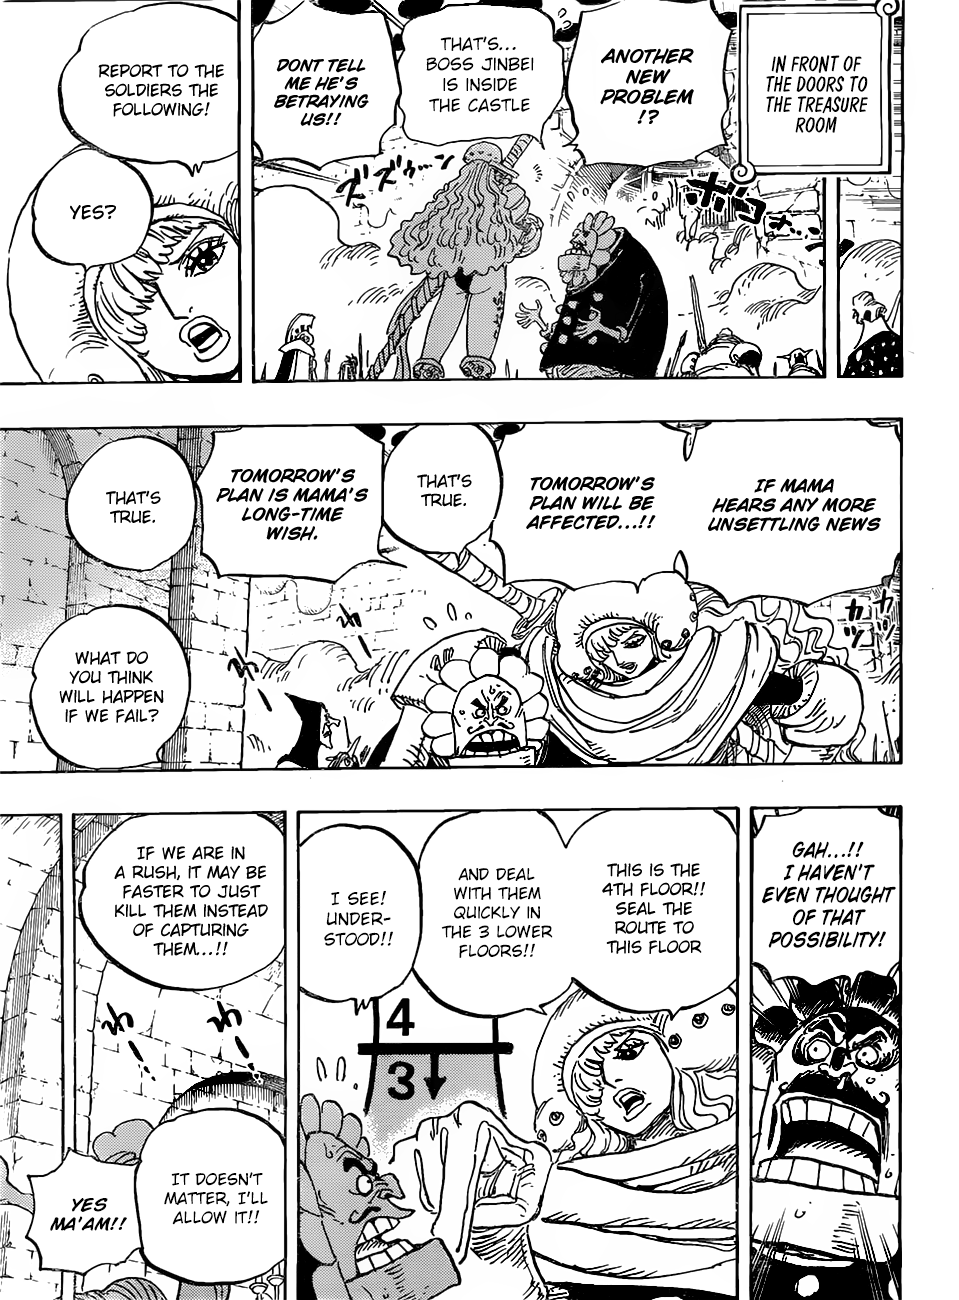 IN FRONT OF
THE DOORS TO
THE TREASURE
ROOM
ANOTHER
NEW
PROBLEM
!?
THAT'S...
BOSS JINBEI
IS INSIDE
THE CASTLE
DONT TELL
ME HE'S
BETRAYING
US!!
REPORT TO THE
SOLDIERS THE
FOLLOWING!
YES?
IF MAMA
HEARS ANY MORE
UNSETTLING NEWS
TOMORROW'S
PLAN WILL BE
AFFECTED...!!
THAT'S
TRUE.
TOMORROW'S
PLAN IS MAMA'S
LONG-TIME
WISH.
THAT'S
TRUE.
WHAT DO
YOU THINK
WILL HAPPEN
IF WE FAIL?
GAH...!!
I HAVEN'T
EVEN THOUGHT
OF THAT
POSSIBILITY!
THIS IS THE
4TH FLOOR!!
SEAL THE
ROUTE TO
THIS FLOOR
AND DEAL
WITH THEM
QUICKLY IN
THE 3 LOWER
FLOORS!!
I SEE!
UNDER-
STOOD!!
4
3
IF WE ARE IN
A RUSH, IT MAY BE
FASTER TO JUST
KILL THEM INSTEAD
OF CAPTURING
THEM...!!
IT DOESN'T
MATTER, I'LL
ALLOW IT!!
YES
MA'AM!!